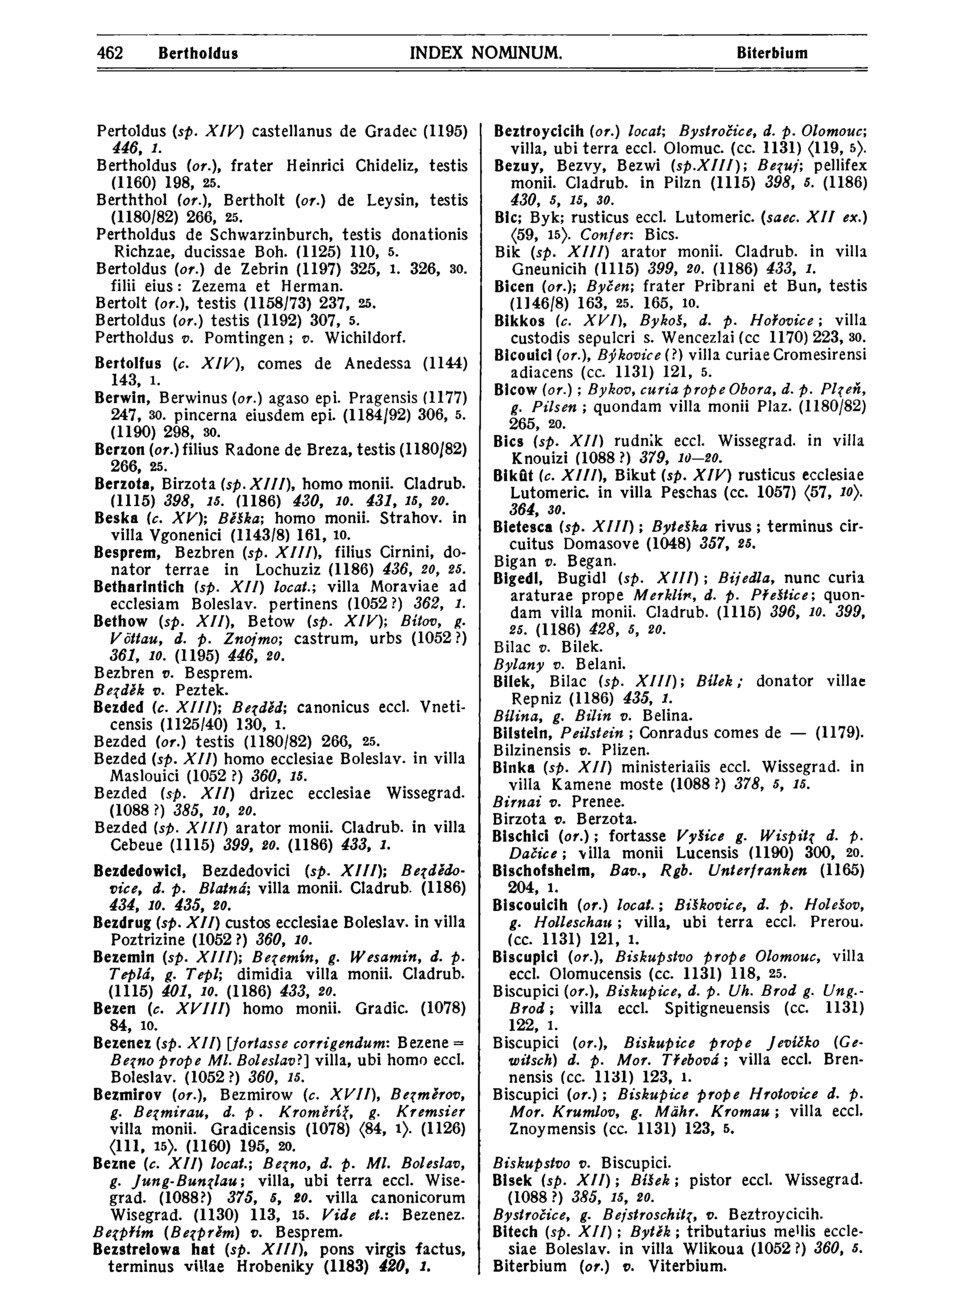 462 Bertholdus INDEX NOMINUM. Biterbium
Pertoldus (sp. XIV) castellanus de Gradec (1195)
446, 1.
Bertholdus (or.), frater Heinrici Chideliz, testis
(1160) 198, 25.
Berththol (or.), Bertholt (or.) de Leysin, testis
(1180/82) 266, 25.
Pertholdus de Schwarzinburch, testis donationis
Richzae, ducissae Boh. (1125) 110, 5.
Bertoldus (or.) de Zebrin (1197) 325, 1. 326, 30.
filii eius: Zezema et Herman.
Bertolt (or.), testis (1158/73) 237, 25.
Bertoldus (or.) testis (1192) 307, 5.
Pertholdus v. Pomtingen; v. Wichildorf.
Bertolfus (c. XIV), comes de Anedessa (1144)
143, 1.
Berwin, Berwinus (or.) agaso epi. Pragensis (1177)
247, 30. pincerna eiusdem epi. (1184/92) 306, 5.
(1190) 298, 30.
Berzon (or.) filius Radone de Breza, testis (1180/82)
266, 25.
Berzota, Birzota (sp. XIII), homo monii. Cladrub.
(1115) 398, 15. (1186) 430, 10. 431, 15, 20.
Beska (c. XV); Běška; homo monii. Strahov. in
villa Vgonenici (1143/8) 161, 10.
Besprem, Bezbren (sp. XIII), filius Cirnini, do-
nator terrae in Lochuziz (1186) 436, 20, 25.
Betharintich (sp. XII) locat.; villa Moraviae ad
ecclesiam Boleslav. pertinens (1052?) 362, 1.
Bethow (sp. XII), Betow (sp. XIV); Bítov, g.
Vöttau, d. p. Znojmo; castrum, urbs (1052?)
361, 10. (1195) 446, 20.
Bezbren v. Besprem.
Bezděk v. Peztek.
Bezded (c. XIII); Bezděd; canonicus eccl. Vneti-
censis (1125/40) 130, 1.
Bezded (or.) testis (1180/82) 266, 25.
Bezded (sp. XII) homo ecclesiae Boleslav. in villa
Maslouici (1052?) 360, 15.
Bezded (sp. XII) drizec ecclesiae Wissegrad.
(1088?) 385, 10, 20.
Bezded (sp. XIII) arator monii. Cladrub. in villa
Cebeue (1115) 399, 20. (1186) 433, 1.
Bezdedowici, Bezdedovici (sp. XIII); Bezdědo-
vice, d. p. Blatná; villa monii. Cladrub. (1186)
434, 10. 435, 20.
Bezdrug (sp. XII) custos ecclesiae Boleslav. in villa
Poztrizine (1052?) 360, 10.
Bezemin (sp. XIII); Bezemín, g. Wesamin, d. p.
Teplá, g. Tepl; dimidia villa monii. Cladrub.
(1115) 401, 10. (1186) 433, 20.
Bezen (c. XVIII) homo monii. Gradic. (1078)
84, 10.
Bezenez (sp. XII) [fortasse corrigendum: Bezene =
Bezno prope Ml. Boleslav?] villa, ubi homo eccl.
Boleslav. (1052?) 360, 15.
Bezmirov (or.), Bezmirow (c. XVII), Bezměrov,
g. Bezmirau, d. p. Kroměříž, g. Kremsier
villa monii. Gradicensis (1078) ⟨84, 1⟩. (1126)
⟨111, 15⟩. (1160) 195, 20.
Bezne (c. XII) locat.; Bezno, d. p. Ml. Boleslav,
g. Jung-Bunzlau; villa, ubi terra eccl. Wise-
grad. (1088?) 375, 5, 20. villa canonicorum
Wisegrad. (1130) 113, 15. Vide et.: Bezenez.
Bezpřím (Bezprěm) v. Besprem.
Bezstrelowa hat (sp. XIII), pons virgis factus,
terminus villae Hrobeniky (1183) 420, 1.
Beztroycicih (or.) locat; Bystročice, d. p. Olomouc;
villa, ubi terra eccl. Olomuc. (cc. 1131) ⟨119, 5⟩.
Bezuy, Bezvy, Bezwi (sp.XIII); Bezuj; pellifex
monii. Cladrub. in Pilzn (1115) 398, 5. (1186)
430, 5, 15, 30.
Bic; Byk; rusticus eccl. Lutomeric. (saec. XII ex.)
⟨59, 15⟩. Confer: Bics.
Bik (sp. XIII) arator monii. Cladrub. in villa
Gneunicih (1115) 399, 20. (1186) 433, 1.
Bicen (or.); Byčen; frater Pribrani et Bun, testis
(1146/8) 163, 25. 165, 10.
Bikkos (c. XVI), Bykoš, d. p. Hořovice; villa
custodis sepulcri s. Wencezlai (cc 1170) 223, 30.
Bicouici (or.), Býkovice (?) villa curiae Cromesirensi
adiacens (cc. 1131) 121, 5.
Bicow (or.); Bykov, curia prope Obora, d. p. Plzeň,
g. Pilsen; quondam villa monii Plaz. (1180/82)
265, 20.
Bics (sp. XII) rudnik eccl. Wissegrad. in villa
Knouizi (1088?) 379, 10—20.
Bikût (c. XIII), Bikut (sp. XIV) rusticus ecclesiae
Lutomeric. in villa Peschas (cc. 1057) ⟨57, 10⟩.
364, 30.
Bietesca (sp. XIII); Byteška rivus; terminus cir-
cuitus Domasove (1048) 357, 25.
Bigan v. Began.
Bigedl, Bugidl (sp. XIII); Bijedla, nunc curia
araturae prope Merklín, d. p. Přeštice; quon-
dam villa monii. Cladrub. (1115) 396, 10. 399,
25. (1186) 428, 5, 20.
Bilac v. Bilek.
Bylany v. Belani.
Bilek, Bilac (sp. XIII); Bílek; donator villae
Repniz (1186) 435, 1.
Bílina, g. Bilin v. Belina.
Bilstein, Peilstein; Conradus comes de — (1179).
Bilzinensis v. Plizen.
Binka (sp. XII) ministerialis eccl. Wissegrad. in
villa Kamene moste (1088?) 378, 5, 15.
Birnai v. Prenee.
Birzota v. Berzota.
Bischici (or.); fortasse Vyšice g. Wispitz d. p.
Dačice; villa monii Lucensis (1190) 300, 20.
Bischofsheim, Bav., Rgb. Unterfranken (1165)
204, 1.
Biscouicih (or.) locat.; Biškovice, d. p. Holešov,
g. Holleschau; villa, ubi terra eccl. Prerou.
(cc. 1131) 121, 1.
Biscupici (or.), Biskupstvo prope Olomouc, villa
eccl. Olomucensis (cc. 1131) 118, 25.
Biscupici (or.), Biskupice, d. p. Uh. Brod g. Ung.-
Brod; villa eccl. Spitigneuensis (cc. 1131)
122, 1.
Biscupici (or.), Biskupice prope Jevíčko (Ge-
witsch) d. p. Mor. Třebová; villa eccl. Bren-
nensis (cc. 1131) 123, 1.
Biscupici (or.); Biskupice prope Hrotovice d. p.
Mor. Krumlov, g. Mähr. Kromau; villa eccl.
Znoymensis (cc. 1131) 123, 5.
Biskupstvo v. Biscupici.
Bisek (sp. XII); Bíšek; pistor eccl. Wissegrad.
(1088?) 385, 15, 20.
Bystročice, g. Bejstroschitz, v. Beztroycicih.
Bitech (sp. XII); Bytěk; tributarius mellis eccle-
siae Boleslav. in villa Wlikoua (1052?) 360, 5.
Biterbium (or.) v. Viterbium.